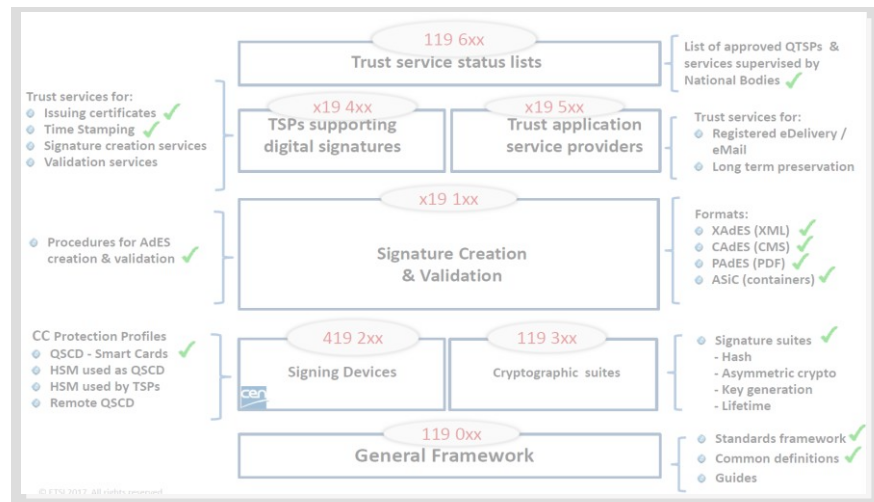 119 6xx
Trust service status lists
List of approved QTSPs &
services supervised by
National Bodies
Trust services for:
Issuing certificates
Time Stamping
Signature creation services
Validation services
x19 4xx
TSPs supporting
digital signatures
x19 5xx
Trust application
service providers
Trust services for:
Registered eDelivery /
eMail
Long term preservation
x19 1xx
Signature Creation
& Validation
Procedures for AdES
creation & validation
Formats:
XAdES (XML)
CAdES (CMS)
PAdES (PDF)
ASiC (containers)
CC Protection Profiles
QSCD - Smart Cards
HSM used as QSCD
HSM used by TSPs
Remote QSCD
419 2xx
Signing Devices
cen
119 3xx
Cryptographic suites
Signature suites
- Hash
- Asymmetric crypto
- Key generation
- Lifetime
119 0xx
General Framework
Standards framework
Common definitions
Guides
© ETSI 2017. All rights reserved